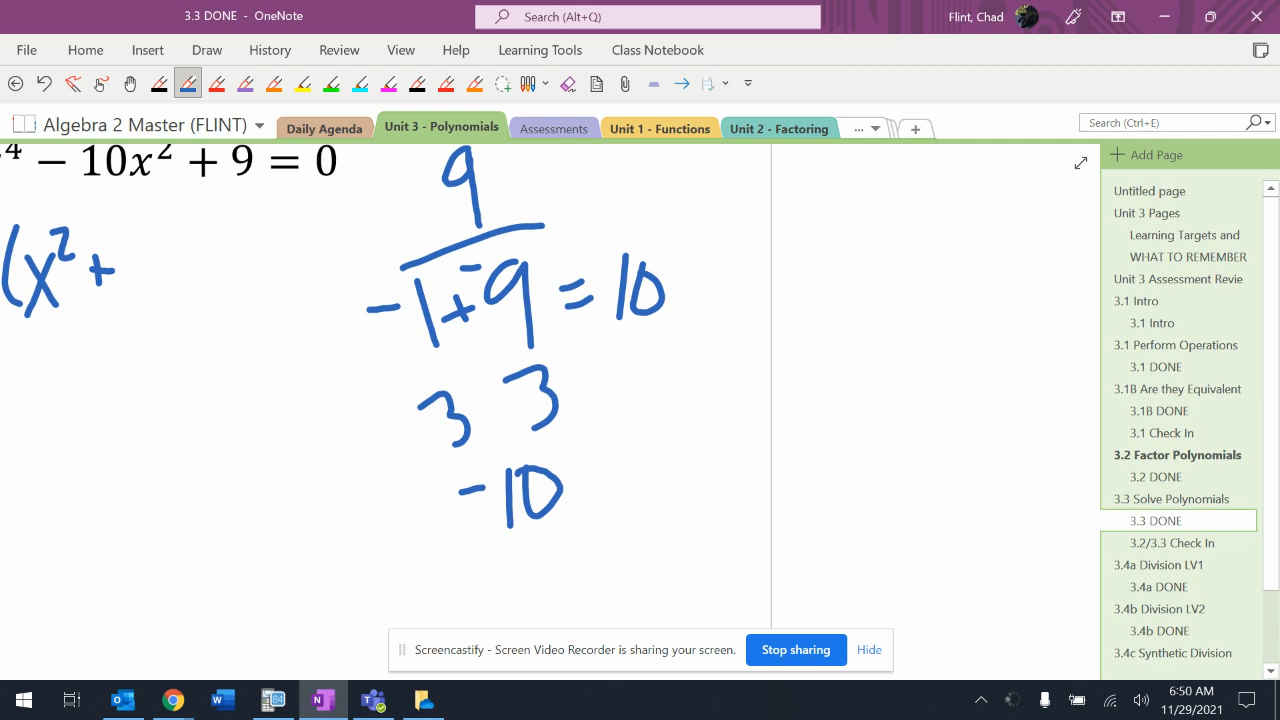 3.3 DONE - OneNote
Search (Alt+Q)
Flint, Chad
File Home Insert Draw History Review View Help Learning Tools Class Notebook
Algebra 2 Master (FLINT)
Daily Agenda
Unit 3 - Polynomials
Assessments
Unit 1 - Functions
Unit 2 - Factoring
...
+
Search (Ctrl+E)
⁴ − 10x² + 9 = 0
(x² +
9
-1 + -9 = 10
3 3
-10
Add Page
Untitled page
Unit 3 Pages
Learning Targets and
WHAT TO REMEMBER
Unit 3 Assessment Revie
3.1 Intro
3.1 Intro
3.1 Perform Operations
3.1 DONE
3.1B Are they Equivalent
3.1B DONE
3.1 Check In
3.2 Factor Polynomials
3.2 DONE
3.3 Solve Polynomials
3.3 DONE
3.2/3.3 Check In
3.4a Division LV1
3.4a DONE
3.4b Division LV2
3.4b DONE
3.4c Synthetic Division
Screencastify - Screen Video Recorder is sharing your screen.
Stop sharing
Hide
6:50 AM
11/29/2021